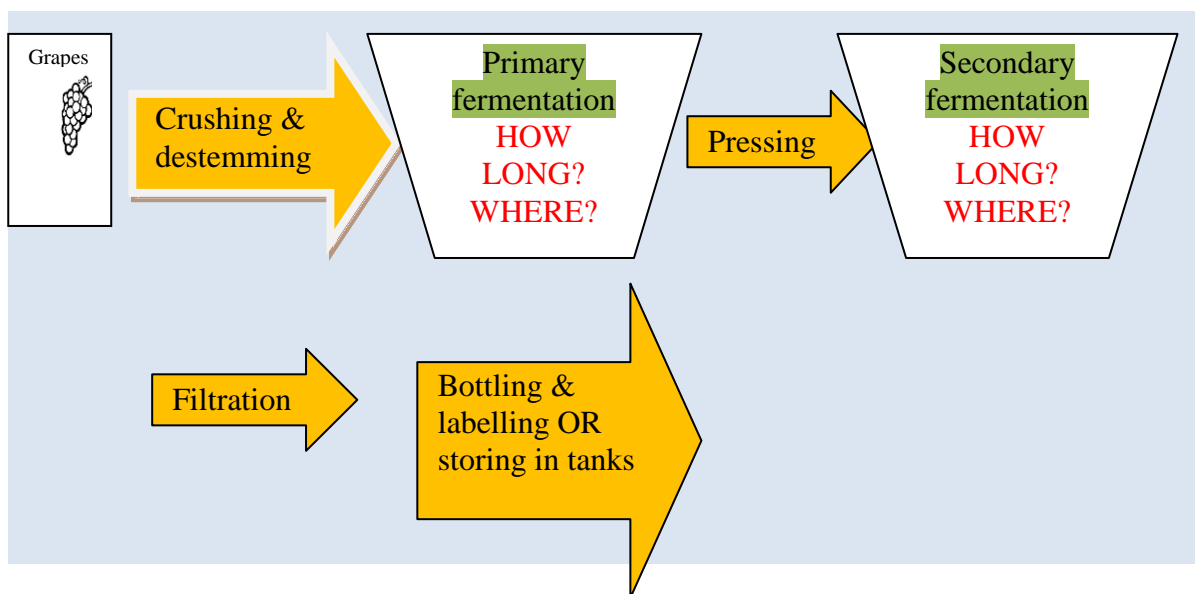 Grapes
Crushing &
destemming
Primary
fermentation
HOW
LONG?
WHERE?
Pressing
Secondary
fermentation
HOW
LONG?
WHERE?
Filtration
Bottling &
labelling OR
storing in tanks